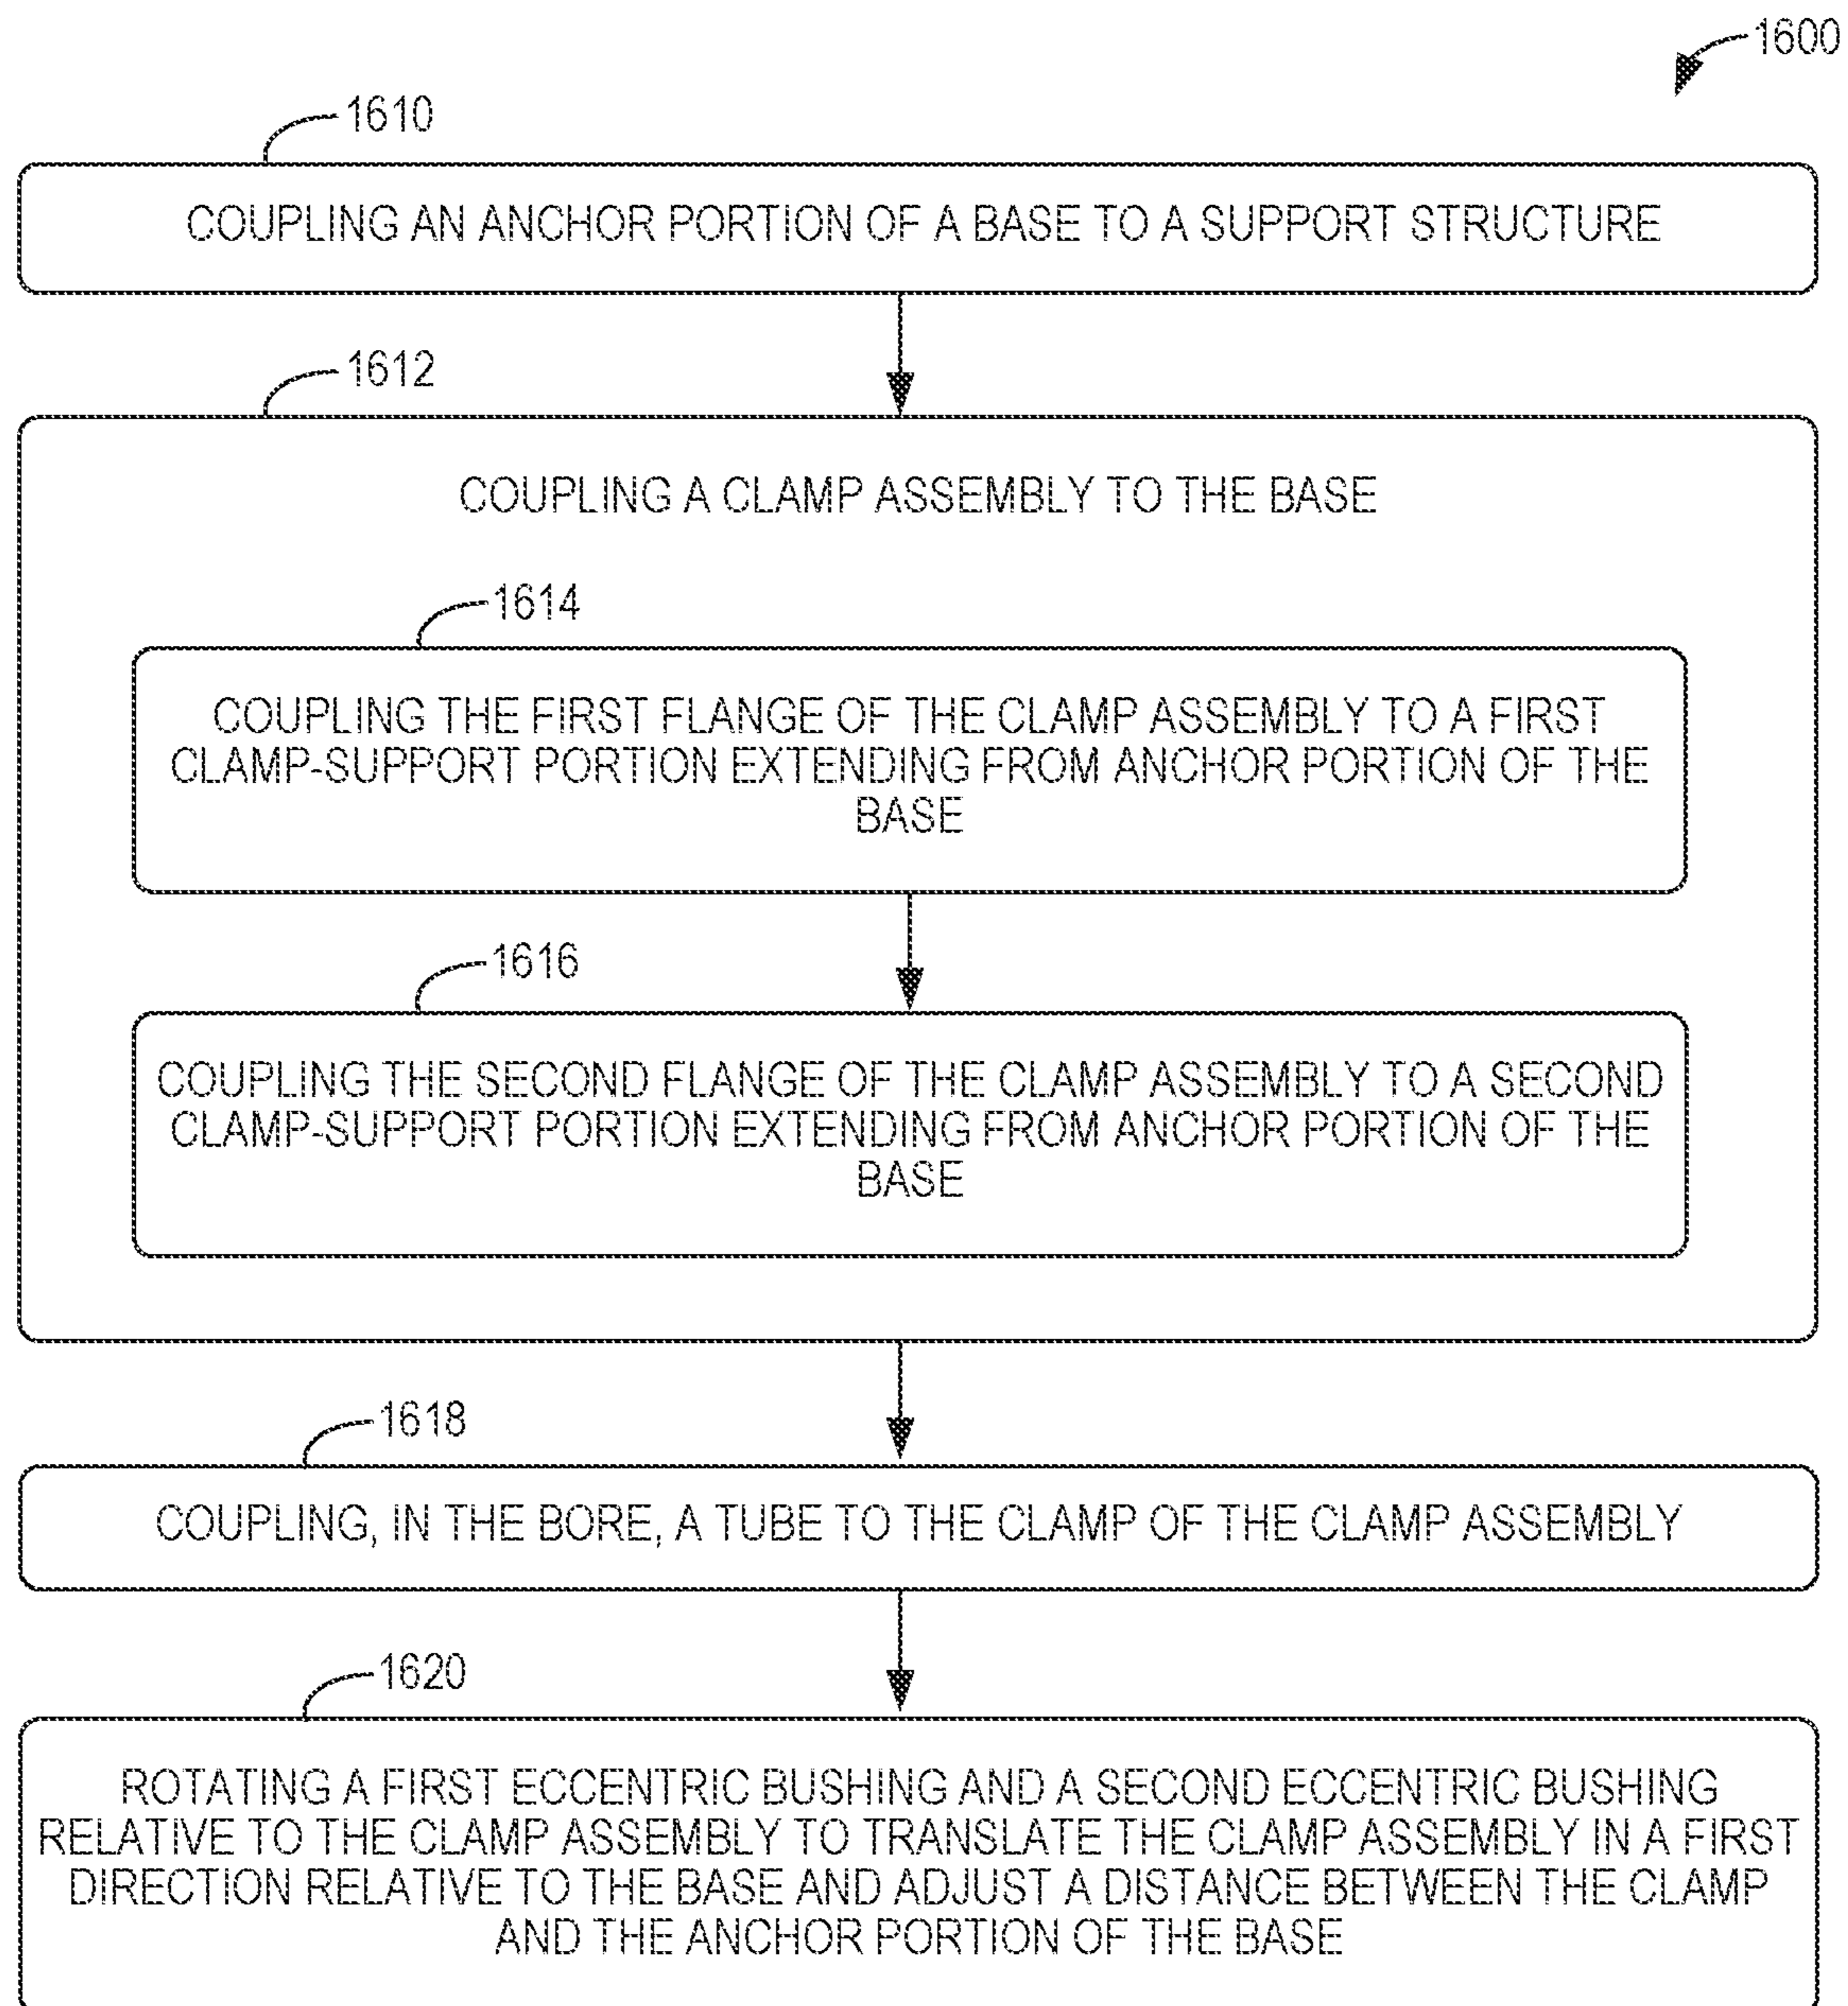 1600
1610
COUPLING AN ANCHOR PORTION OF A BASE TO A SUPPORT STRUCTURE
1612
COUPLING A CLAMP ASSEMBLY TO THE BASE
1614
COUPLING THE FIRST FLANGE OF THE CLAMP ASSEMBLY TO A FIRST
CLAMP-SUPPORT PORTION EXTENDING FROM ANCHOR PORTION OF THE
BASE
1616
COUPLING THE SECOND FLANGE OF THE CLAMP ASSEMBLY TO A SECOND
CLAMP-SUPPORT PORTION EXTENDING FROM ANCHOR PORTION OF THE
BASE
1618
COUPLING, IN THE BORE, A TUBE TO THE CLAMP OF THE CLAMP ASSEMBLY
1620
ROTATING A FIRST ECCENTRIC BUSHING AND A SECOND ECCENTRIC BUSHING
RELATIVE TO THE CLAMP ASSEMBLY TO TRANSLATE THE CLAMP ASSEMBLY IN A FIRST
DIRECTION RELATIVE TO THE BASE AND ADJUST A DISTANCE BETWEEN THE CLAMP
AND THE ANCHOR PORTION OF THE BASE